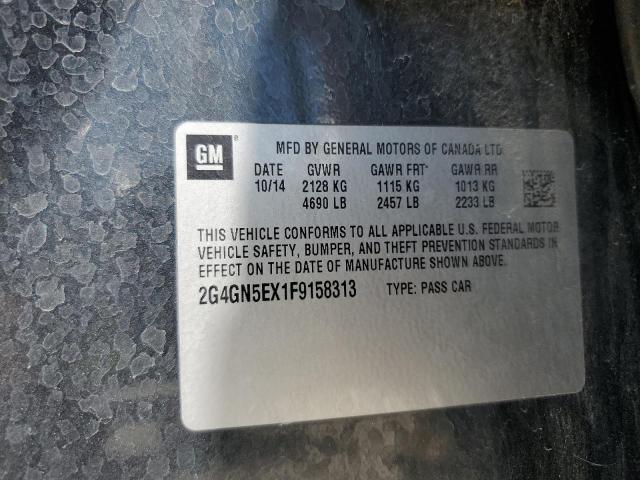 GM ® MFD BY GENERAL MOTORS OF CANADA LTD
DATE GVWR GAWR FRT GAWR RR
10/14 2128 KG 1115 KG 1013 KG
4690 LB 2457 LB 2233 LB
THIS VEHICLE CONFORMS TO ALL APPLICABLE U.S. FEDERAL MOTOR
VEHICLE SAFETY, BUMPER, AND THEFT PREVENTION STANDARDS IN
EFFECT ON THE DATE OF MANUFACTURE SHOWN ABOVE.
2G4GN5EX1F9158313 TYPE: PASS CAR